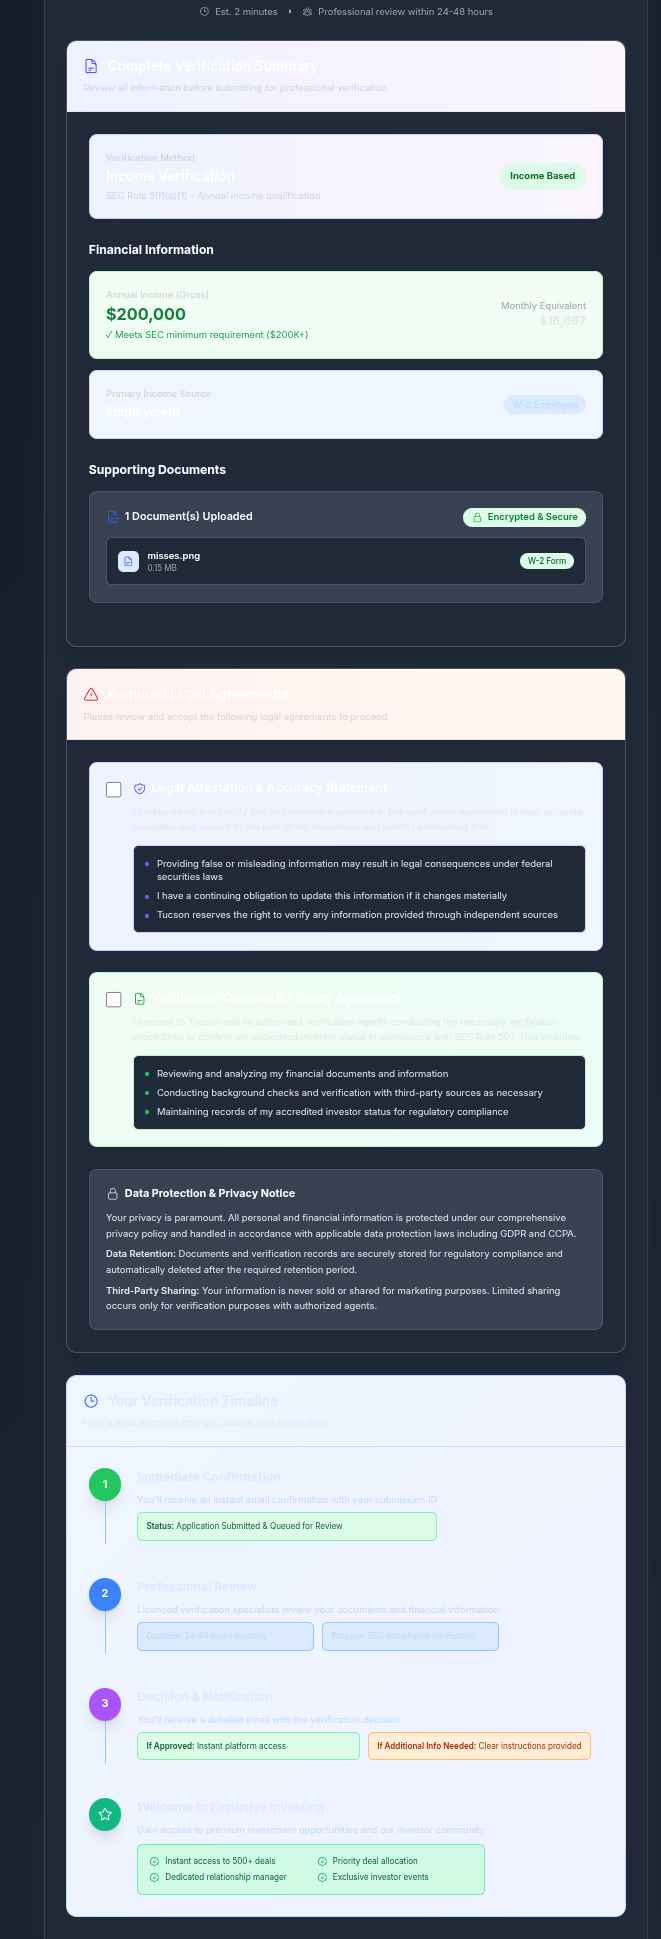 Est. 2 minutes • Professional review within 24-48 hours
Complete Verification Summary
Review all information before submitting for professional verification
Verification Method
Income Verification
SEC Rule 501(a)(1) - Annual income qualification
Income Based
Financial Information
Annual Income (Gross)
$200,000
✓ Meets SEC minimum requirement ($200K+)
Monthly Equivalent
$16,667
Primary Income Source
Employment
W-2 Employee
Supporting Documents
1 Document(s) Uploaded
Encrypted & Secure
misses.png
0.15 MB
W-2 Form
Required Legal Agreements
Please review and accept the following legal agreements to proceed
Legal Attestation & Accuracy Statement
I hereby attest and certify that all information provided in this verification application is true, accurate,
complete, and current to the best of my knowledge and belief. I understand that:
Providing false or misleading information may result in legal consequences under federal
securities laws
I have a continuing obligation to update this information if it changes materially
Tucson reserves the right to verify any information provided through independent sources
Verification Consent & Privacy Agreement
I consent to Tucson and its authorized verification agents conducting the necessary verification
procedures to confirm my accredited investor status in compliance with SEC Rule 501. This includes:
Reviewing and analyzing my financial documents and information
Conducting background checks and verification with third-party sources as necessary
Maintaining records of my accredited investor status for regulatory compliance
Data Protection & Privacy Notice
Your privacy is paramount. All personal and financial information is protected under our comprehensive
privacy policy and handled in accordance with applicable data protection laws including GDPR and CCPA.
Data Retention: Documents and verification records are securely stored for regulatory compliance and
automatically deleted after the required retention period.
Third-Party Sharing: Your information is never sold or shared for marketing purposes. Limited sharing
occurs only for verification purposes with authorized agents.
Your Verification Timeline
Here's what happens after you submit your application
1
Immediate Confirmation
You'll receive an instant email confirmation with your submission ID
Status: Application Submitted & Queued for Review
2
Professional Review
Licensed verification specialists review your documents and financial information
Duration: 24-48 hours typically
Process: SEC compliance verification
3
Decision & Notification
You'll receive a detailed email with the verification decision
If Approved: Instant platform access
If Additional Info Needed: Clear instructions provided
Welcome to Exclusive Investing
Gain access to premium investment opportunities and our investor community
Instant access to 500+ deals
Priority deal allocation
Dedicated relationship manager
Exclusive investor events